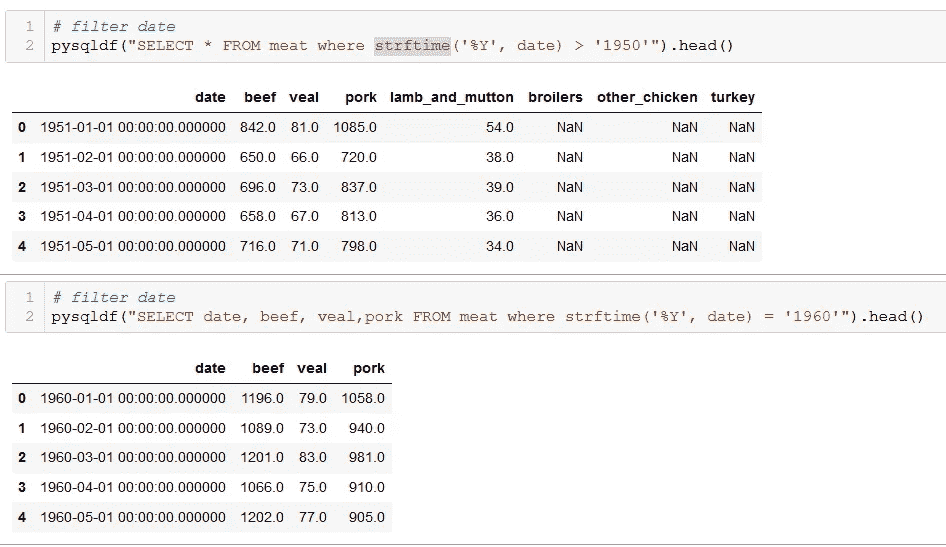 1 # filter date
2 pysqldf("SELECT * FROM meat where strftime('%Y', date) > '1950'").head()
date beef veal pork lamb_and_mutton broilers other_chicken turkey
0 1951-01-01 00:00:00.000000 842.0 81.0 1085.0 54.0 NaN NaN NaN
1 1951-02-01 00:00:00.000000 650.0 66.0 720.0 38.0 NaN NaN NaN
2 1951-03-01 00:00:00.000000 696.0 73.0 837.0 39.0 NaN NaN NaN
3 1951-04-01 00:00:00.000000 658.0 67.0 813.0 36.0 NaN NaN NaN
4 1951-05-01 00:00:00.000000 716.0 71.0 798.0 34.0 NaN NaN NaN
1 # filter date
2 pysqldf("SELECT date, beef, veal,pork FROM meat where strftime('%Y', date) = '1960'").head()
date beef veal pork
0 1960-01-01 00:00:00.000000 1196.0 79.0 1058.0
1 1960-02-01 00:00:00.000000 1089.0 73.0 940.0
2 1960-03-01 00:00:00.000000 1201.0 83.0 981.0
3 1960-04-01 00:00:00.000000 1066.0 75.0 910.0
4 1960-05-01 00:00:00.000000 1202.0 77.0 905.0